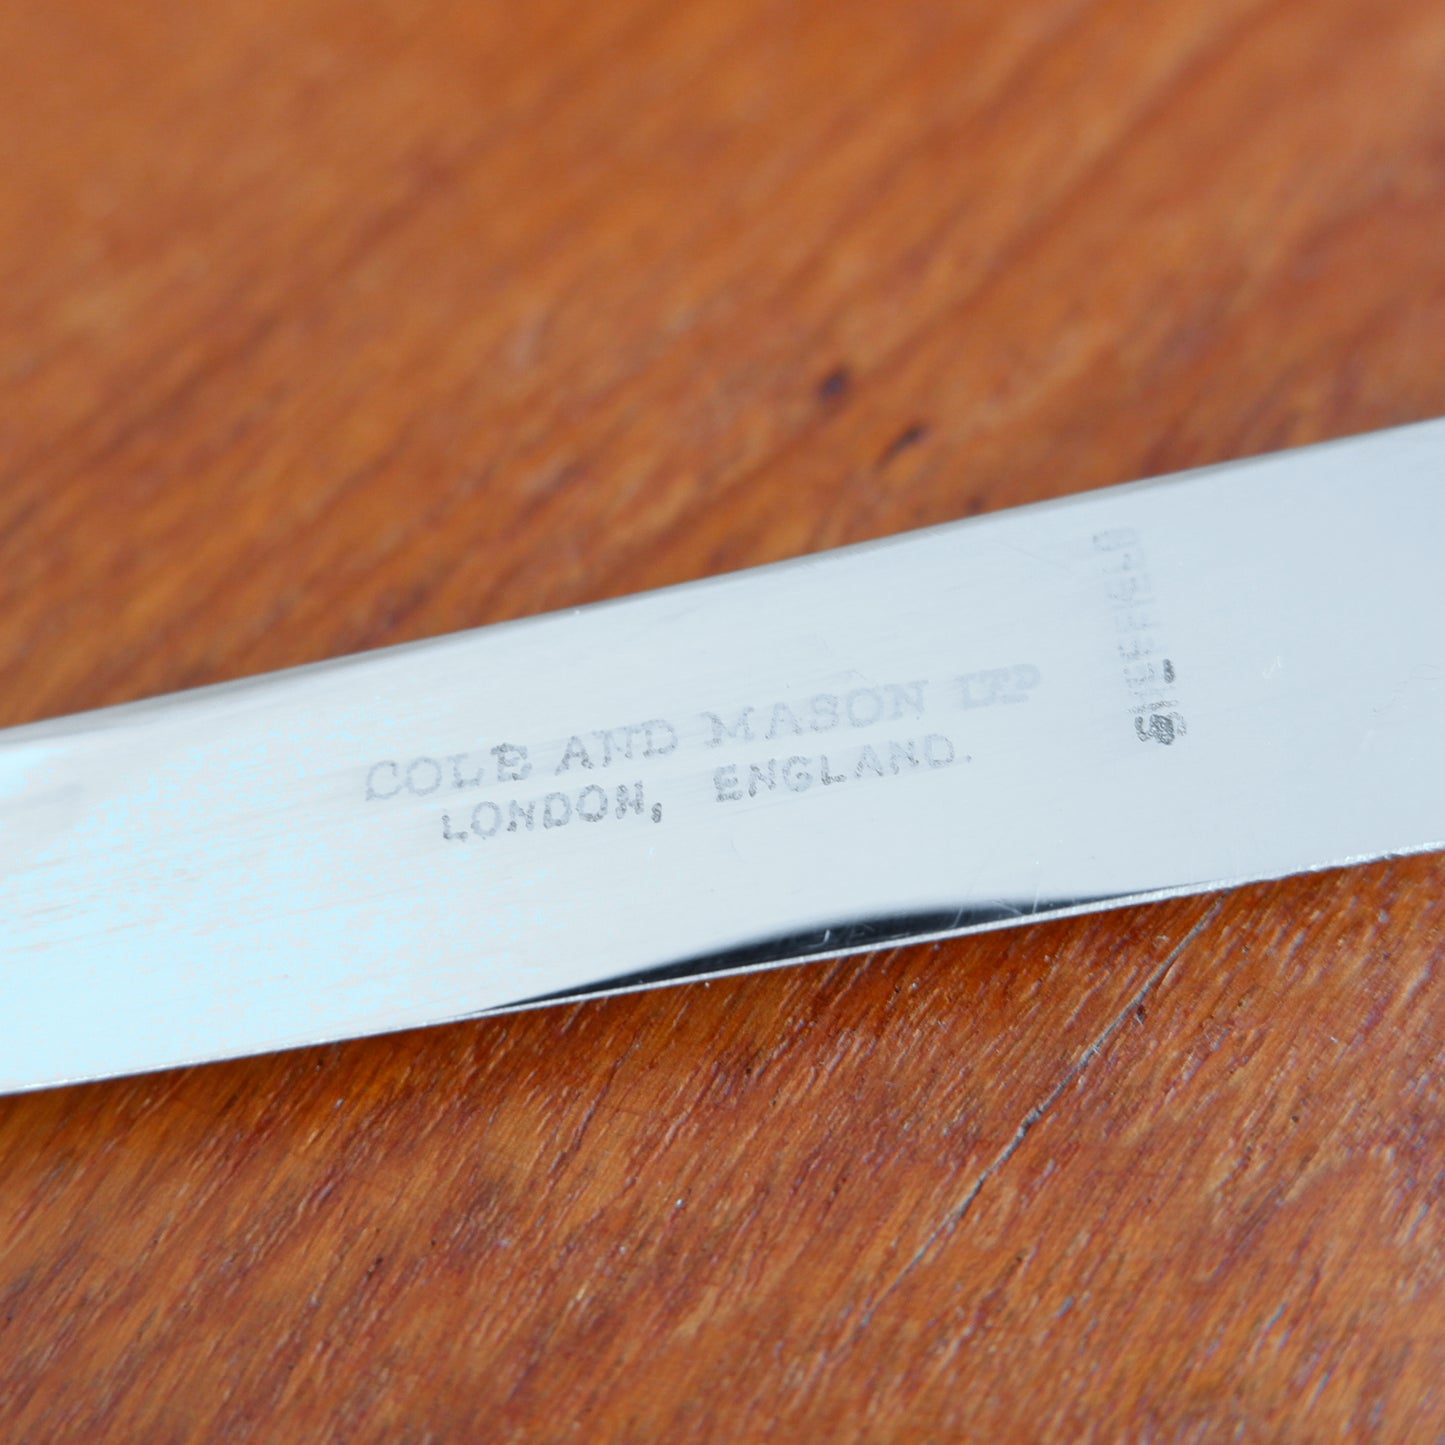 COLE AND MASON LTD
LONDON, ENGLAND.
SHEFFIELD